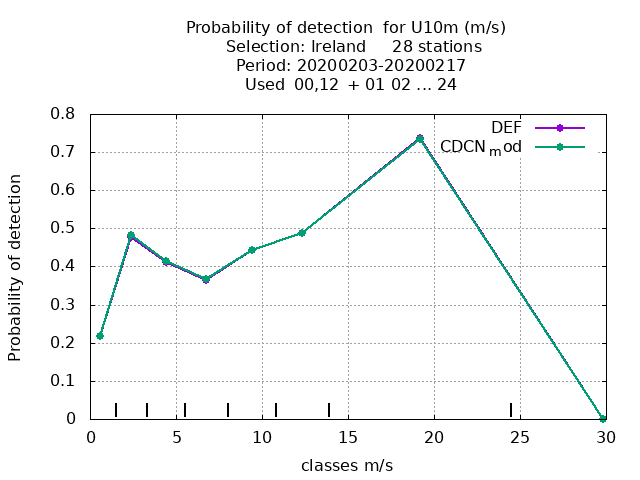 Probability of detection  for U10m (m/s)
Selection: Ireland     28 stations
Period: 20200203-20200217
Used  00,12  + 01 02 ... 24
DEF
CDCN mod
Probability of detection
0.8
0.7
0.6
0.5
0.4
0.3
0.2
0.1
0
0 5 10 15 20 25 30
classes m/s